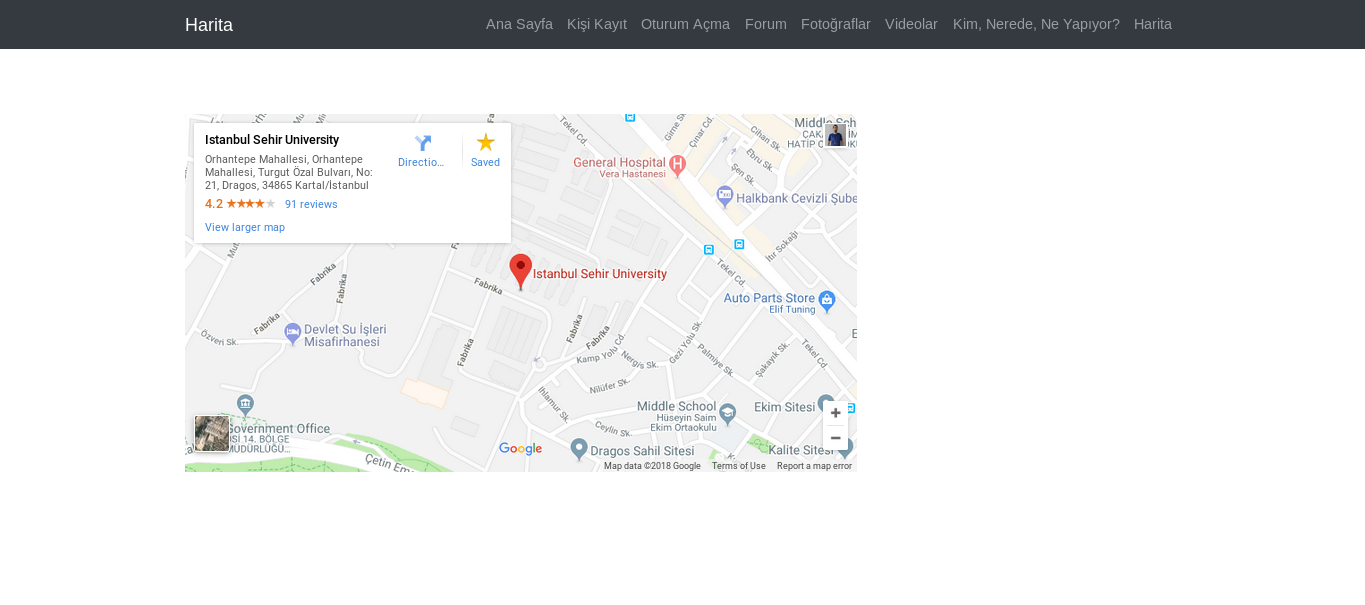 Harita
Ana Sayfa
Kişi Kayıt
Oturum Açma
Forum
Fotoğraflar
Videolar
Kim, Nerede, Ne Yapıyor?
Harita
Istanbul Sehir University
Orhantepe Mahallesi, Orhantepe
Mahallesi, Turgut Özal Bulvarı, No:
21, Dragos, 34865 Kartal/İstanbul
4.2
91 reviews
View larger map
Directio...
Saved
Tekel Cd.
Girne Sk.
Çınar Cd.
Cihan Sk.
Ebru Sk.
Şen Sk.
Middle Sch
General Hospital
Vera Hastanesi
Halkbank Cevizli Şube
Itır Sokağı
Tekel Cd.
Istanbul Sehir University
Fabrika
Fabrika
Fabrika
Fabrika
Fabrika
Fabrika
Fabrika
Auto Parts Store
Elif Tuning
Özveri Sk.
Devlet Su İşleri
Misafirhanesi
Kamp Yolu Cd.
Nergis Sk.
Gezi Yolu Sk.
Palmiye Sk.
Şakayık Sk.
Tekel Cd.
Nilüfer Sk.
Ihlamur Sk.
Ceylin Sk.
Middle School
Hüseyin Saim
Ekim Ortaokulu
Ekim Sitesi
Government Office
DSİ 14. BÖLGE
MÜDÜRLÜĞÜ...
Çetin Em
Google
Dragos Sahil Sitesi
Kalite Sitesi
Map data ©2018 Google
Terms of Use
Report a map error